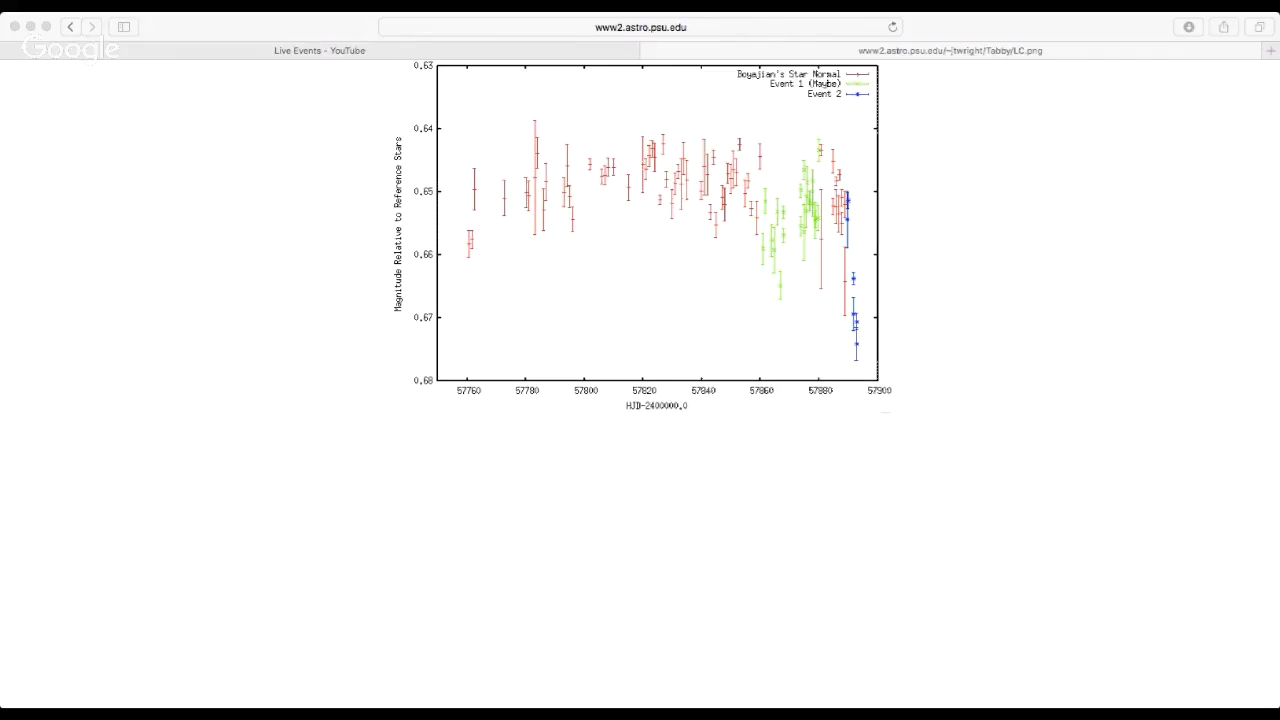 www2.astro.psu.edu
Google
Live Events - YouTube
www2.astro.psu.edu/~jtwright/Tabby/LC.png
0.63
0.64
0.65
0.66
0.67
0.68
Magnitude Relative to Reference Stars
Boyajian's Star Normal
Event 1 (Maybe)
Event 2
57760
57780
57800
57820
57840
57860
57880
57900
HJD-2400000.0